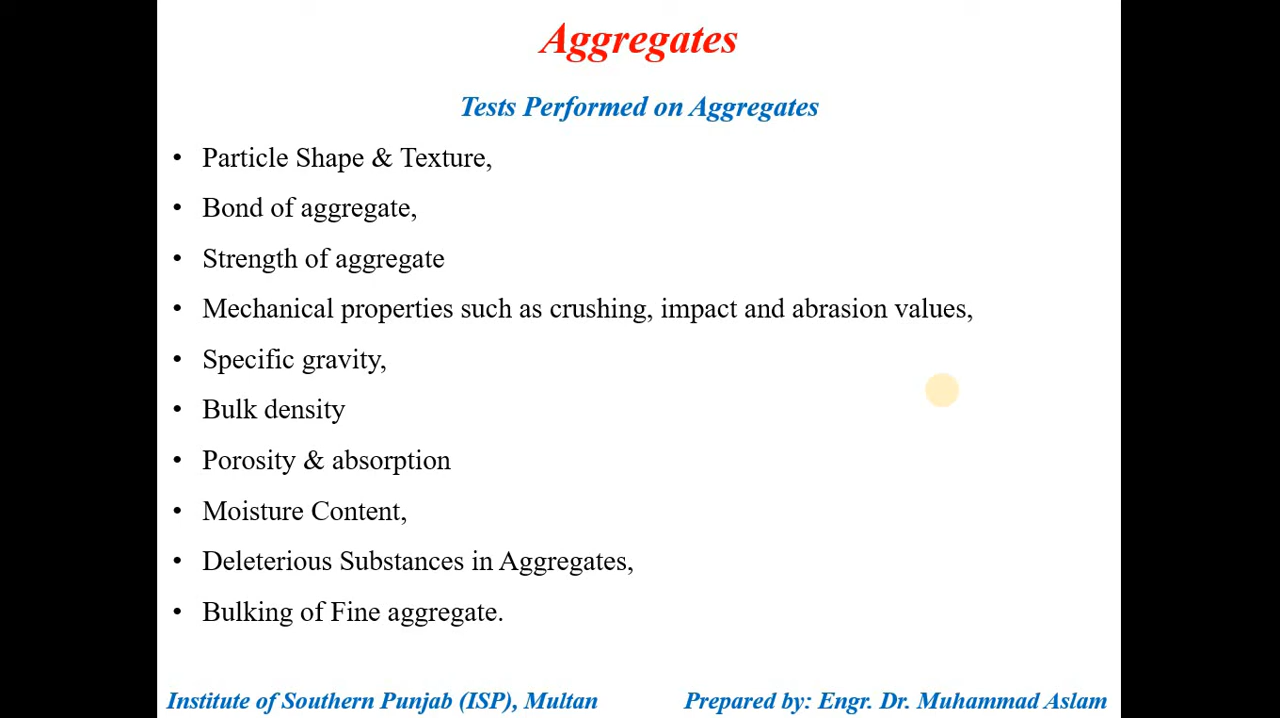 Aggregates
Tests Performed on Aggregates
• Particle Shape & Texture,
• Bond of aggregate,
• Strength of aggregate
• Mechanical properties such as crushing, impact and abrasion values,
• Specific gravity,
• Bulk density
• Porosity & absorption
• Moisture Content,
• Deleterious Substances in Aggregates,
• Bulking of Fine aggregate.
Institute of Southern Punjab (ISP), Multan Prepared by: Engr. Dr. Muhammad Aslam